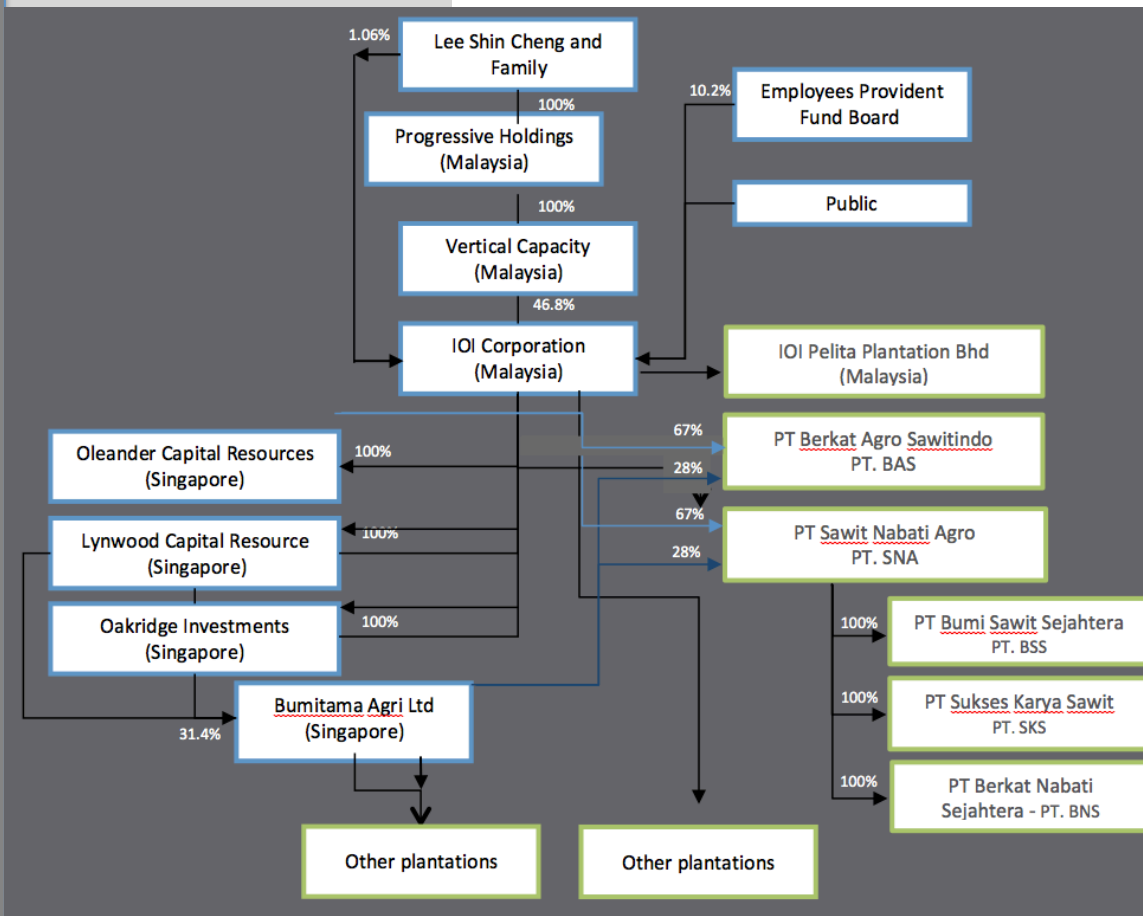 1.06%
Lee Shin Cheng and
Family
100%
10.2%
Employees Provident
Fund Board
Progressive Holdings
(Malaysia)
100%
Public
Vertical Capacity
(Malaysia)
46.8%
IOI Corporation
(Malaysia)
IOI Pelita Plantation Bhd
(Malaysia)
67%
PT Berkat Agro Sawitindo
PT. BAS
28%
Oleander Capital Resources
(Singapore)
100%
67%
PT Sawit Nabati Agro
PT. SNA
28%
Lynwood Capital Resource
(Singapore)
100%
Oakridge Investments
(Singapore)
100%
100%
PT Bumi Sawit Sejahtera
PT. BSS
Bumitama Agri Ltd
(Singapore)
31.4%
100%
PT Sukses Karya Sawit
PT. SKS
100%
PT Berkat Nabati
Sejahtera - PT. BNS
Other plantations
Other plantations